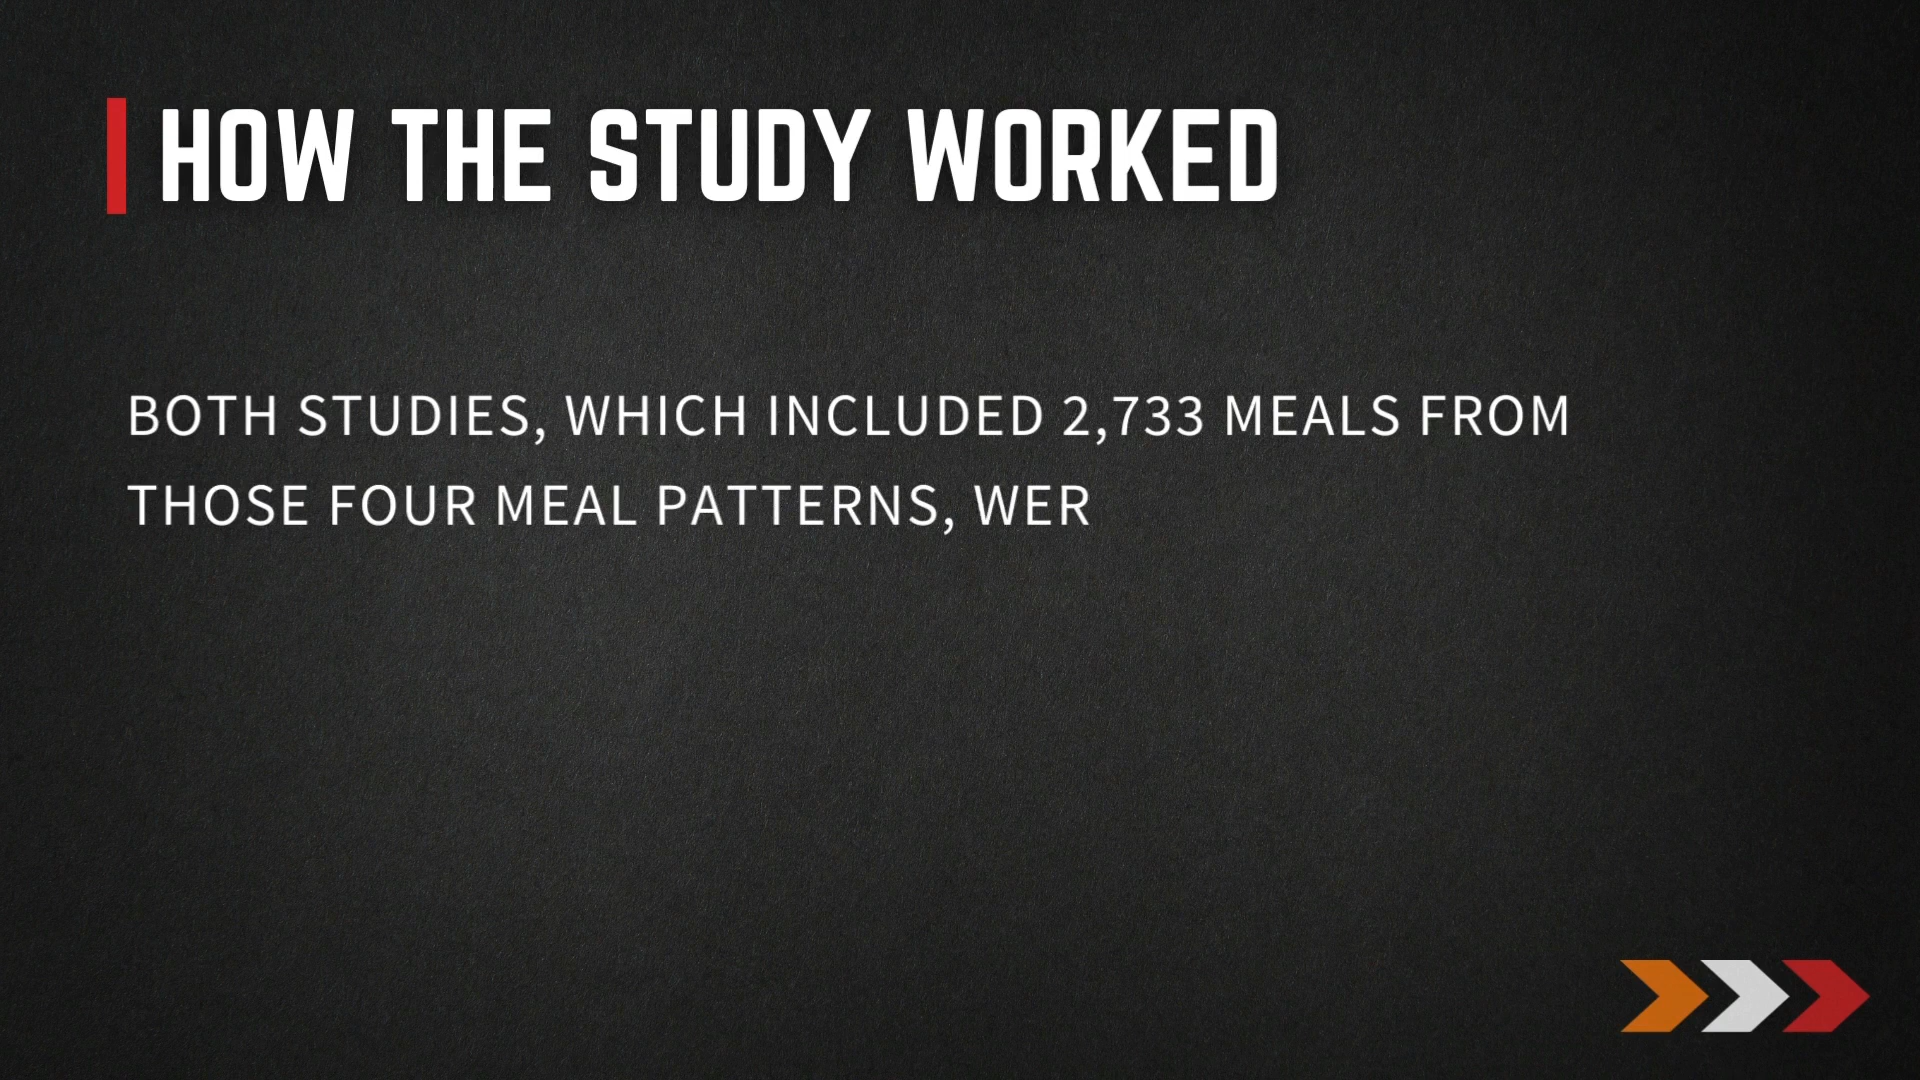 HOW THE STUDY WORKED
BOTH STUDIES, WHICH INCLUDED 2,733 MEALS FROM
THOSE FOUR MEAL PATTERNS, WER